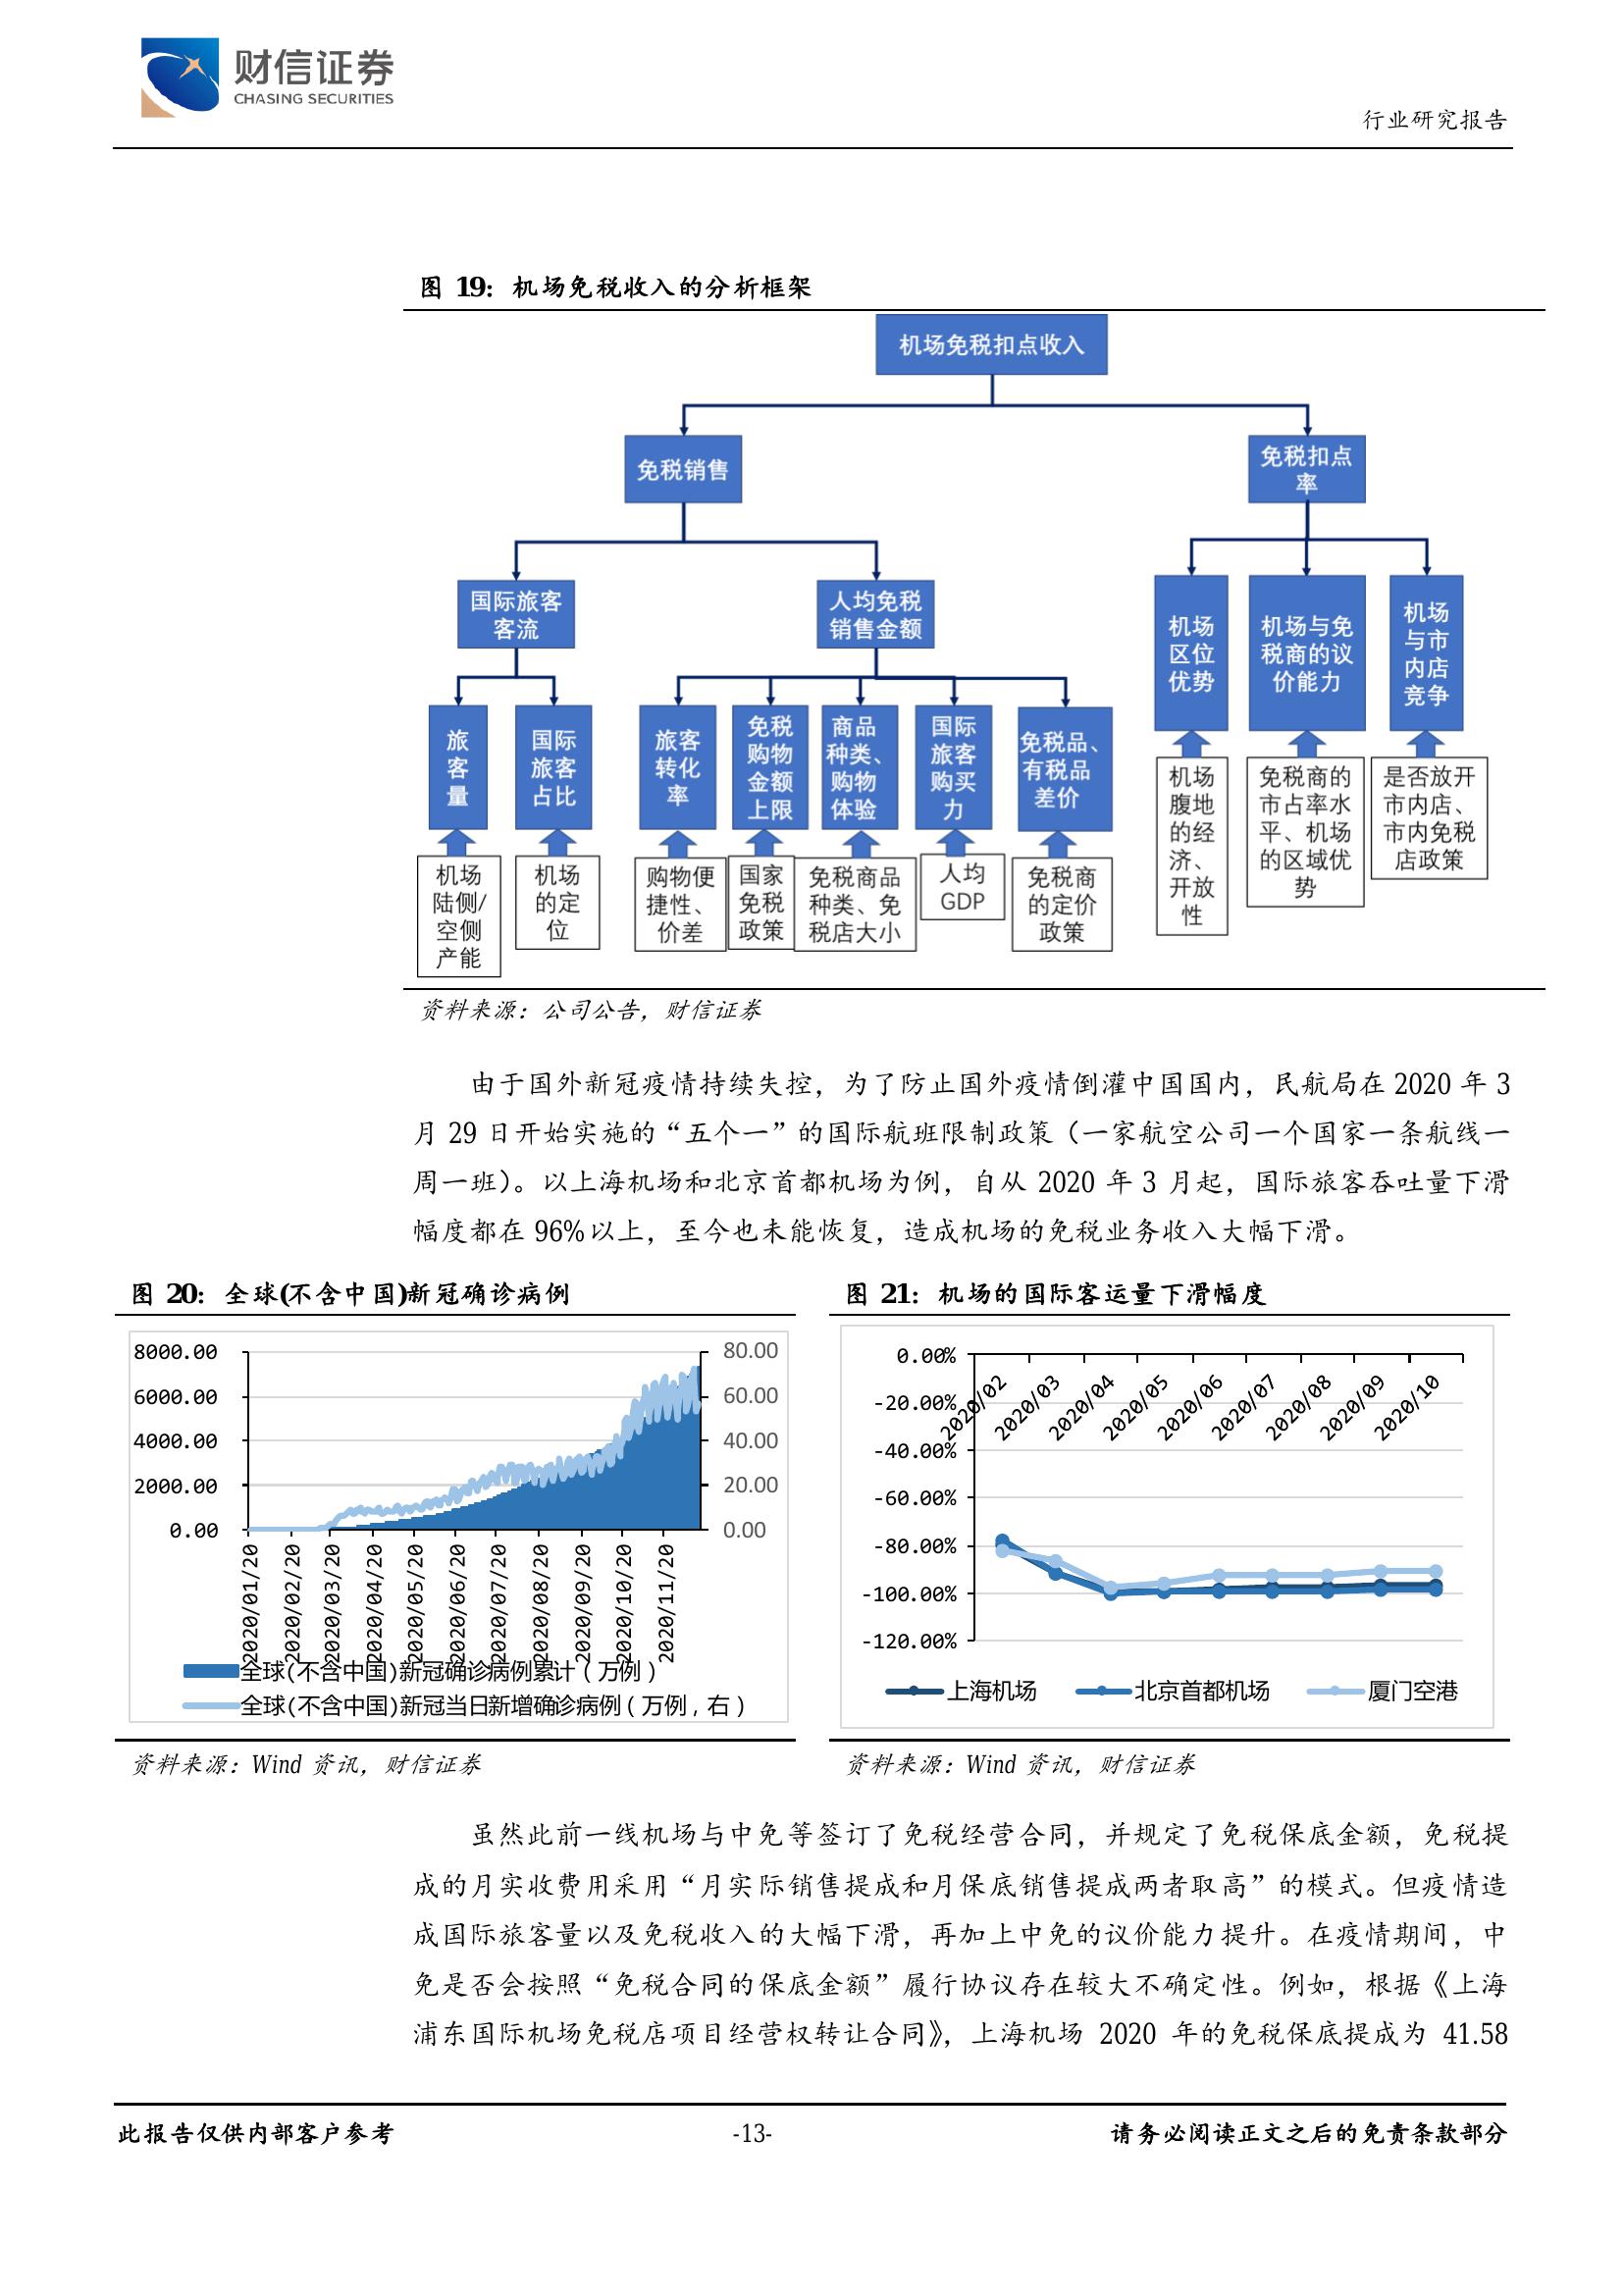 财信证券
CHASING SECURITIES
行业研究报告
图 19：机场免税收入的分析框架
机场免税扣点收入
免税销售
免税扣点
率
国际旅客
客流
人均免税
销售金额
机场
区位
优势
机场与免
税商的议
价能力
机场
与市
内店
竞争
旅
客
量
国际
旅客
占比
旅客
转化
率
免税
购物
金额
上限
商品
种类、
购物
体验
国际
旅客
购买
力
免税品、
有税品
差价
机场
陆侧/
空侧
产能
机场
的定
位
购物便
捷性、
价差
国家
免税
政策
免税商品
种类、免
税店大小
人均
GDP
免税商
的定价
政策
机场
腹地
的经
济、
开放
性
免税商的
市占率水
平、机场
的区域优
势
是否放开
市内店、
市内免税
店政策
资料来源：公司公告，财信证券
由于国外新冠疫情持续失控，为了防止国外疫情倒灌中国国内，民航局在 2020 年 3
月 29 日开始实施的“五个一”的国际航班限制政策（一家航空公司一个国家一条航线一
周一班）。以上海机场和北京首都机场为例，自从 2020 年 3 月起，国际旅客吞吐量下滑
幅度都在 96%以上，至今也未能恢复，造成机场的免税业务收入大幅下滑。
图 20：全球(不含中国)新冠确诊病例
8000.00
6000.00
4000.00
2000.00
0.00
80.00
60.00
40.00
20.00
0.00
2020/01/20
2020/02/20
2020/03/20
2020/04/20
2020/05/20
2020/06/20
2020/07/20
2020/08/20
2020/09/20
2020/10/20
2020/11/20
全球(不含中国)新冠确诊病例累计（万例）
全球(不含中国)新冠当日新增确诊病例（万例，右）
资料来源：Wind 资讯，财信证券
图 21：机场的国际客运量下滑幅度
0.00%
-20.00%
-40.00%
-60.00%
-80.00%
-100.00%
-120.00%
2020/02
2020/03
2020/04
2020/05
2020/06
2020/07
2020/08
2020/09
2020/10
上海机场
北京首都机场
厦门空港
资料来源：Wind 资讯，财信证券
虽然此前一线机场与中免等签订了免税经营合同，并规定了免税保底金额，免税提
成的月实收费用采用“月实际销售提成和月保底销售提成两者取高”的模式。但疫情造
成国际旅客量以及免税收入的大幅下滑，再加上中免的议价能力提升。在疫情期间，中
免是否会按照“免税合同的保底金额”履行协议存在较大不确定性。例如，根据《上海
浦东国际机场免税店项目经营权转让合同》，上海机场 2020 年的免税保底提成为 41.58
此报告仅供内部客户参考
-13-
请务必阅读正文之后的免责条款部分